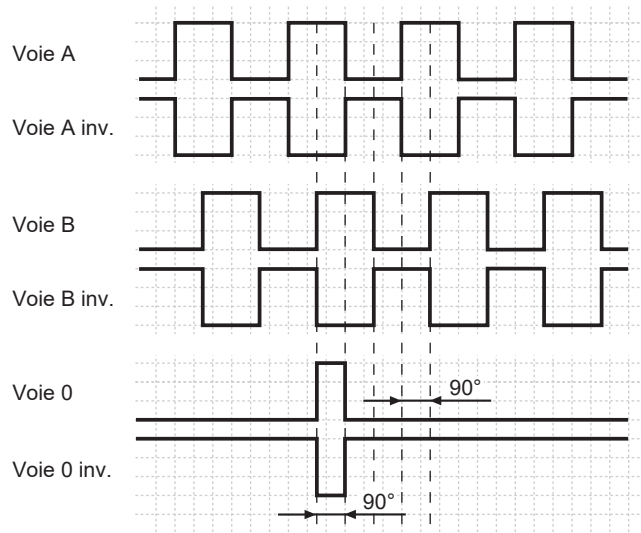 Voie A
Voie A inv.
Voie B
Voie B inv.
Voie 0
90°
Voie 0 inv.
90°